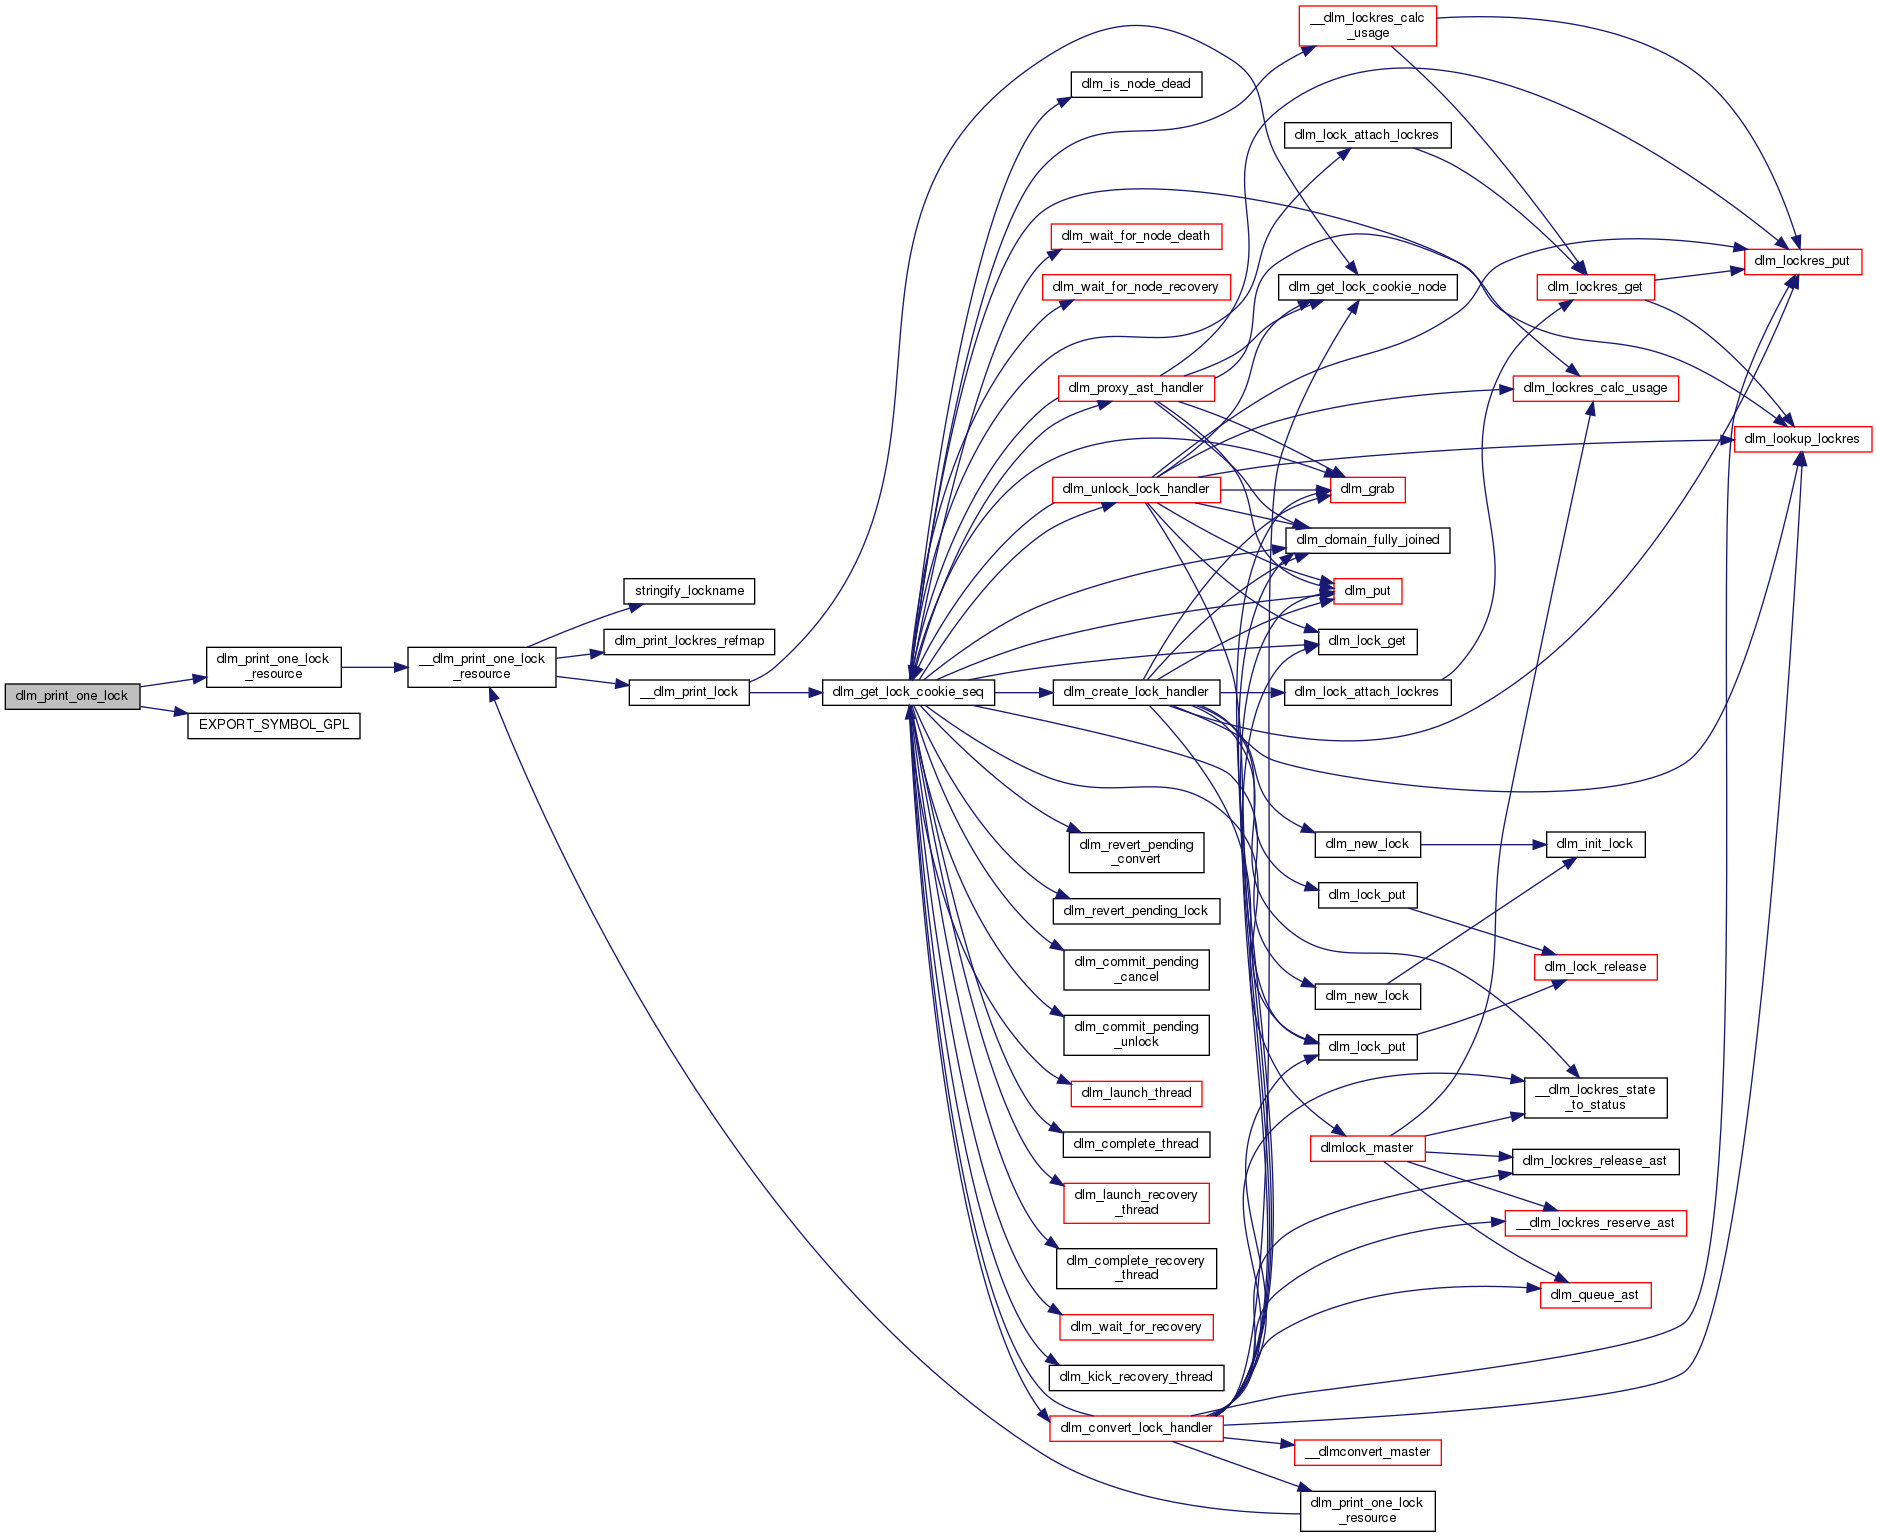 dlm_print_one_lock
dlm_print_one_lock
_resource
EXPORT_SYMBOL_GPL
__dlm_print_one_lock
_resource
stringify_lockname
dlm_print_lockres_refmap
__dlm_print_lock
dlm_get_lock_cookie_seq
dlm_is_node_dead
dlm_wait_for_node_death
dlm_wait_for_node_recovery
dlm_proxy_ast_handler
dlm_unlock_lock_handler
dlm_create_lock_handler
dlm_revert_pending
_convert
dlm_revert_pending_lock
dlm_commit_pending
_cancel
dlm_commit_pending
_unlock
dlm_launch_thread
dlm_complete_thread
dlm_launch_recovery
_thread
dlm_complete_recovery
_thread
dlm_wait_for_recovery
dlm_kick_recovery_thread
dlm_convert_lock_handler
__dlm_lockres_calc
_usage
dlm_lock_attach_lockres
dlm_get_lock_cookie_node
dlm_grab
dlm_domain_fully_joined
dlm_put
dlm_lock_get
dlm_lock_attach_lockres
dlm_new_lock
dlm_lock_put
dlm_new_lock
dlm_lock_put
dlmlock_master
__dlmconvert_master
dlm_print_one_lock
_resource
dlm_lockres_get
dlm_lockres_calc_usage
dlm_init_lock
dlm_lock_release
__dlm_lockres_state
_to_status
dlm_lockres_release_ast
__dlm_lockres_reserve_ast
dlm_queue_ast
dlm_lockres_put
dlm_lookup_lockres